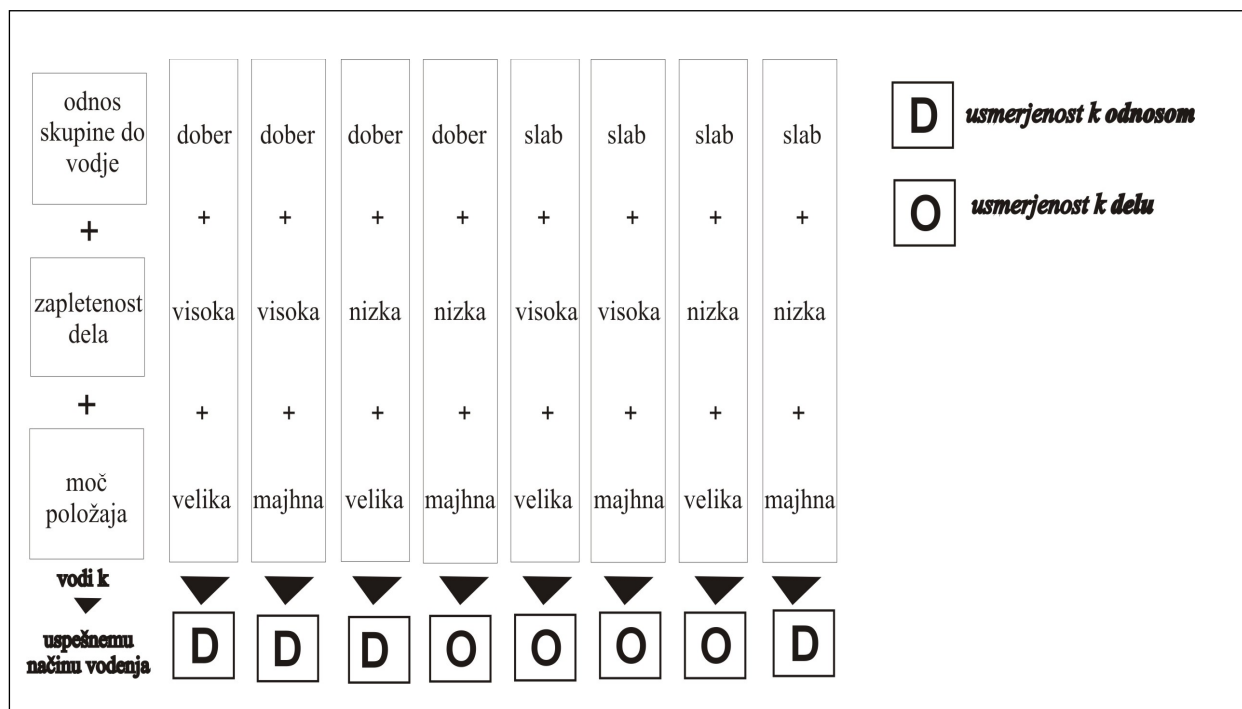 odnos
skupine do
vodje
dober dober dober dober slab slab slab slab
D usmerjenost k odnosom
O usmerjenost k delu
+ + + + + + + +
+
zapletenost
dela
visoka visoka nizka nizka visoka visoka nizka nizka
+
+ + + + + + + +
moč
položaja
velika majhna velika majhna velika majhna velika majhna
vodi k
uspešnemu
načinu vodenja
D D D O O O O D